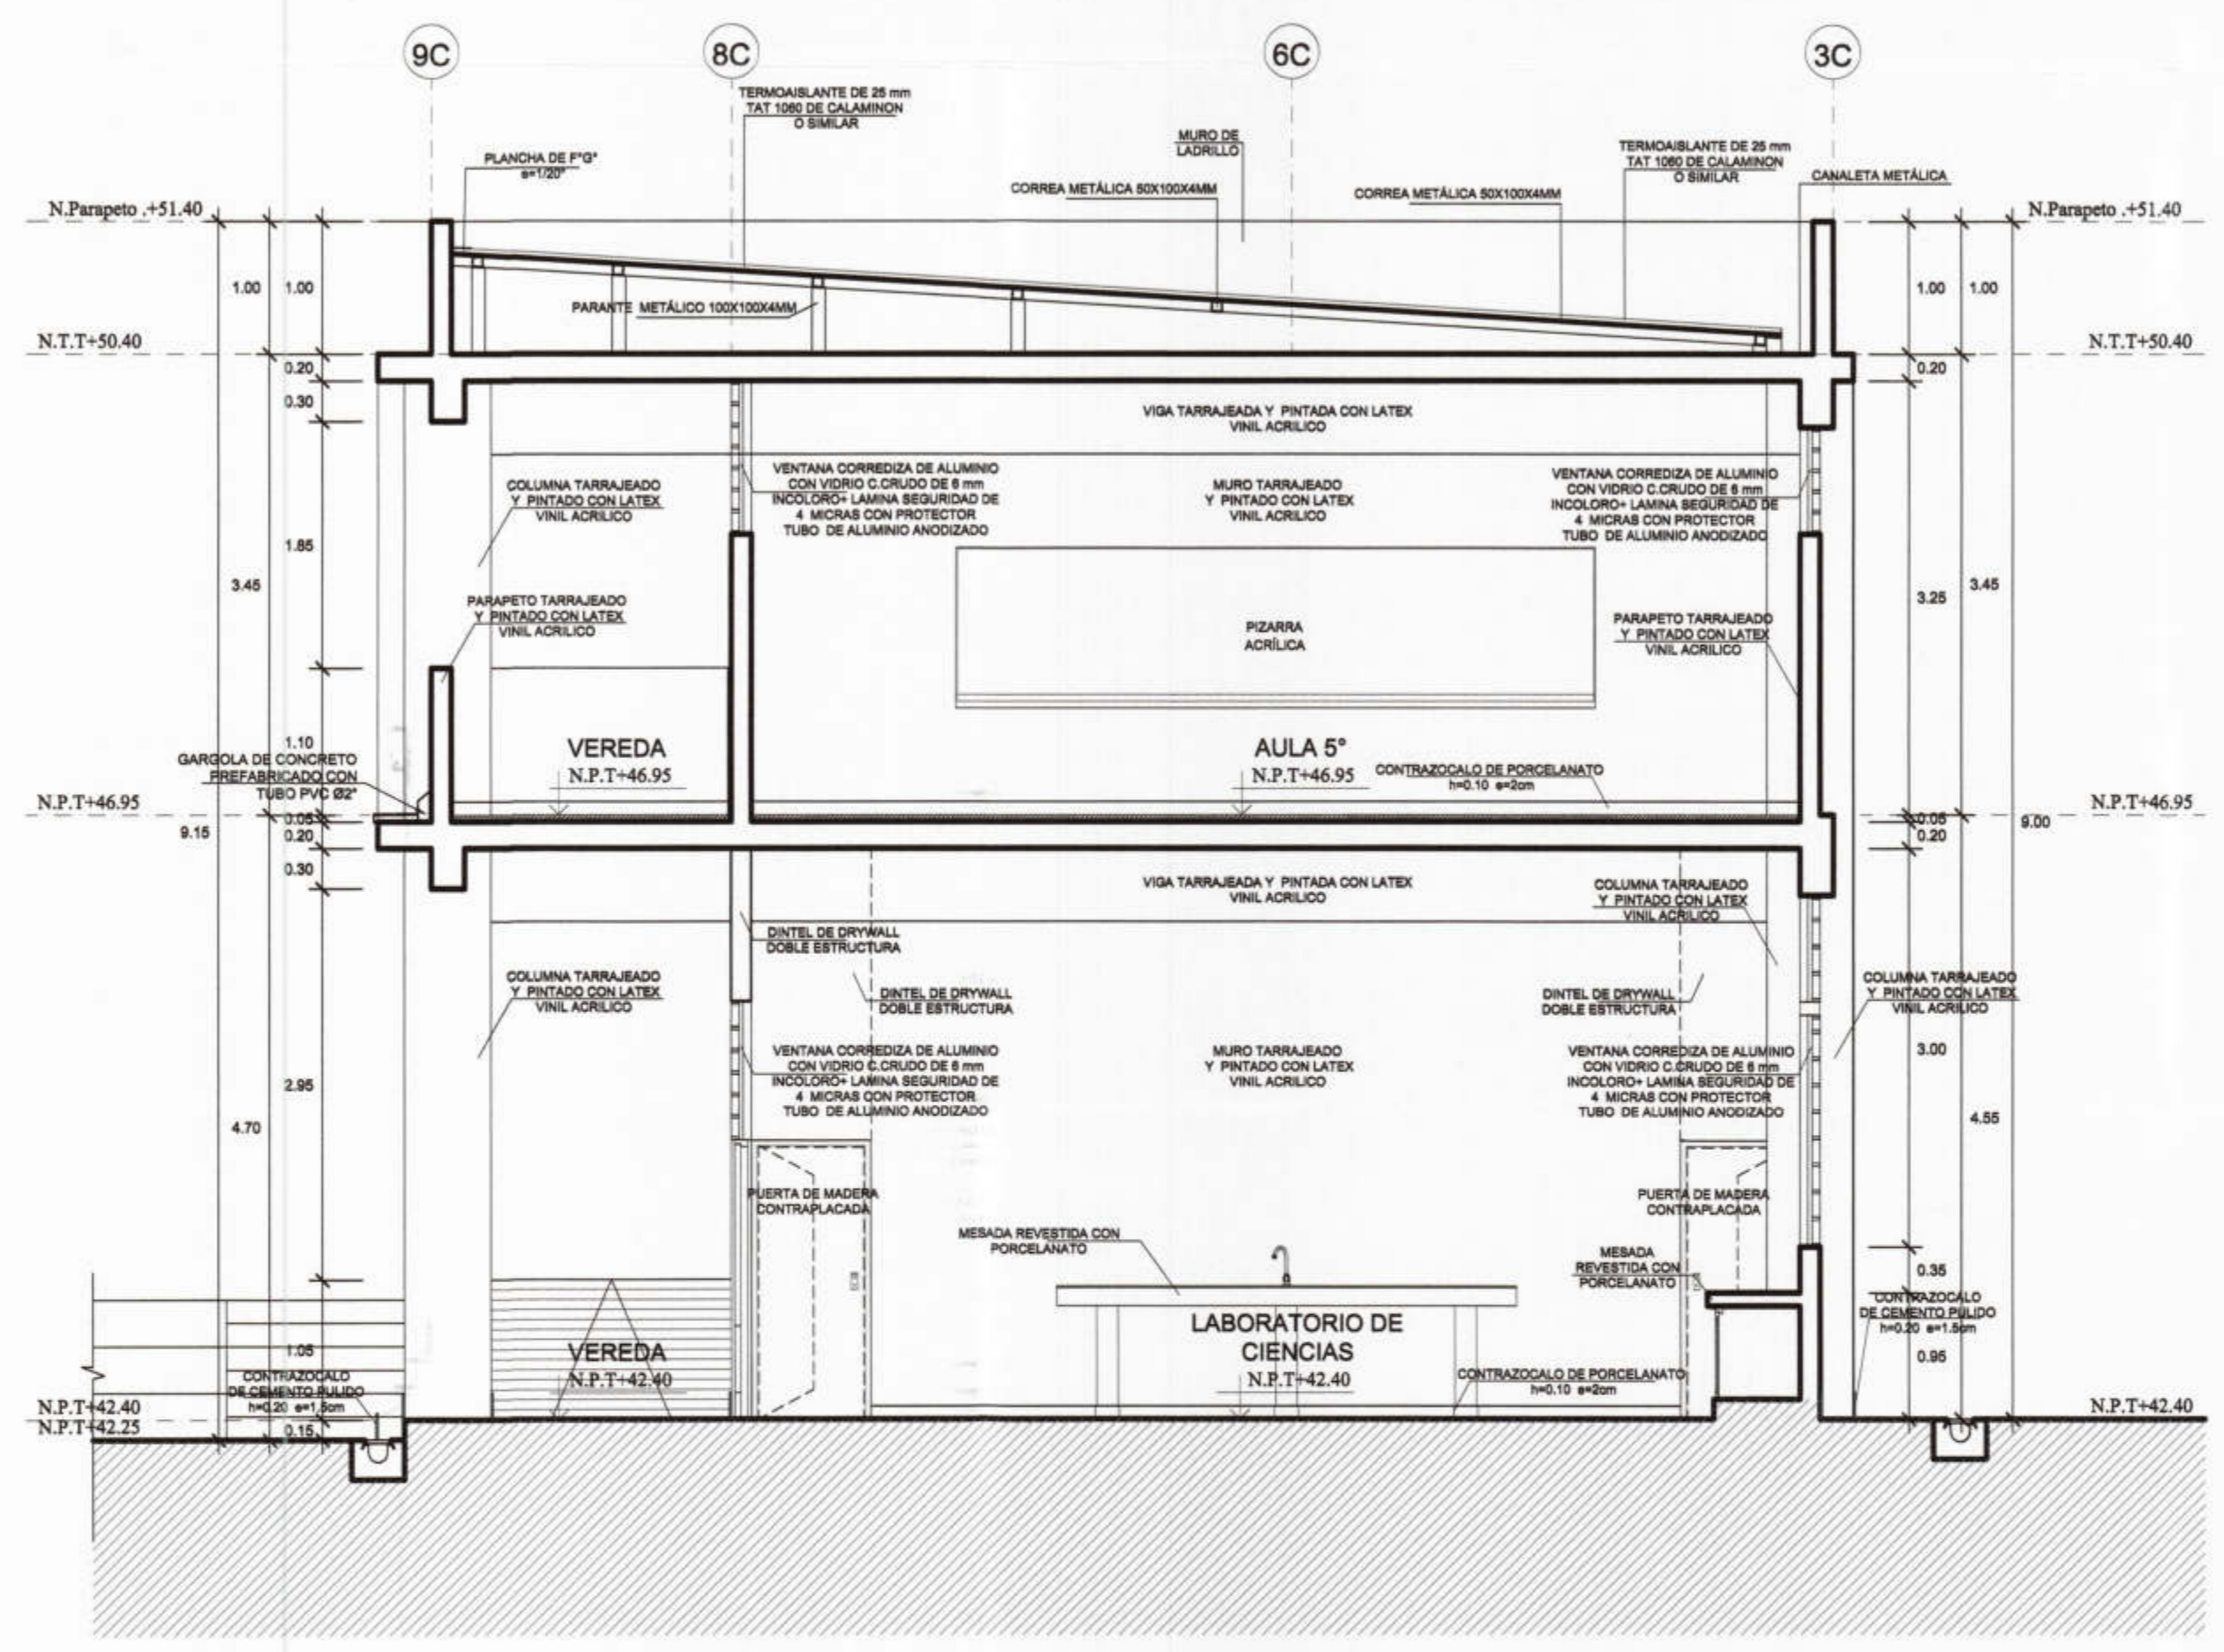 9C
8C
6C
3C
TERMOAISLANTE DE 25 mm
TAT 1060 DE CALAMINON
O SIMILAR
PLANCHA DE F°G°
e=1/20"
MURO DE
LADRILLO
CORREA METÁLICA 50X100X4MM
CORREA METÁLICA 50X100X4MM
TERMOAISLANTE DE 25 mm
TAT 1060 DE CALAMINON
O SIMILAR
CANALETA METÁLICA
N.Parapeto .+51.40
N.Parapeto .+51.40
1.00
1.00
PARANTE METÁLICO 100X100X4MM
1.00
1.00
N.T.T+50.40
N.T.T+50.40
0.20
0.30
0.20
VIGA TARRAJEADA Y PINTADA CON LATEX
VINIL ACRILICO
COLUMNA TARRAJEADO
Y PINTADO CON LATEX
VINIL ACRILICO
VENTANA CORREDIZA DE ALUMINIO
CON VIDRIO C.CRUDO DE 6 mm
INCOLORO+ LAMINA SEGURIDAD DE
4 MICRAS CON PROTECTOR
TUBO DE ALUMINIO ANODIZADO
MURO TARRAJEADO
Y PINTADO CON LATEX
VINIL ACRILICO
VENTANA CORREDIZA DE ALUMINIO
CON VIDRIO C.CRUDO DE 6 mm
INCOLORO+ LAMINA SEGURIDAD DE
4 MICRAS CON PROTECTOR
TUBO DE ALUMINIO ANODIZADO
1.85
3.45
3.25
3.45
PARAPETO TARRAJEADO
Y PINTADO CON LATEX
VINIL ACRILICO
PIZARRA
ACRÍLICA
PARAPETO TARRAJEADO
Y PINTADO CON LATEX
VINIL ACRILICO
1.10
GARGOLA DE CONCRETO
PREFABRICADO CON
TUBO PVC Ø2"
VEREDA
N.P.T+46.95
AULA 5°
N.P.T+46.95
CONTRAZOCALO DE PORCELANATO
h=0.10 e=2cm
N.P.T+46.95
N.P.T+46.95
0.05
0.20
0.30
9.15
0.05
0.20
9.00
VIGA TARRAJEADA Y PINTADA CON LATEX
VINIL ACRILICO
COLUMNA TARRAJEADO
Y PINTADO CON LATEX
VINIL ACRILICO
DINTEL DE DRYWALL
DOBLE ESTRUCTURA
COLUMNA TARRAJEADO
Y PINTADO CON LATEX
VINIL ACRILICO
DINTEL DE DRYWALL
DOBLE ESTRUCTURA
DINTEL DE DRYWALL
DOBLE ESTRUCTURA
COLUMNA TARRAJEADO
Y PINTADO CON LATEX
VINIL ACRILICO
VENTANA CORREDIZA DE ALUMINIO
CON VIDRIO C.CRUDO DE 6 mm
INCOLORO+ LAMINA SEGURIDAD DE
4 MICRAS CON PROTECTOR
TUBO DE ALUMINIO ANODIZADO
MURO TARRAJEADO
Y PINTADO CON LATEX
VINIL ACRILICO
VENTANA CORREDIZA DE ALUMINIO
CON VIDRIO C.CRUDO DE 6 mm
INCOLORO+ LAMINA SEGURIDAD DE
4 MICRAS CON PROTECTOR
TUBO DE ALUMINIO ANODIZADO
2.95
4.70
3.00
4.55
PUERTA DE MADERA
CONTRAPLACADA
PUERTA DE MADERA
CONTRAPLACADA
MESADA REVESTIDA CON
PORCELANATO
MESADA
REVESTIDA CON
PORCELANATO
0.35
CONTRAZOCALO
DE CEMENTO PULIDO
h=0.20 e=1.5cm
0.95
LABORATORIO DE
CIENCIAS
N.P.T+42.40
VEREDA
N.P.T+42.40
1.05
CONTRAZOCALO
DE CEMENTO PULIDO
h=0.20 e=1.5cm
CONTRAZOCALO DE PORCELANATO
h=0.10 e=2cm
N.P.T+42.40
N.P.T+42.25
0.15
N.P.T+42.40